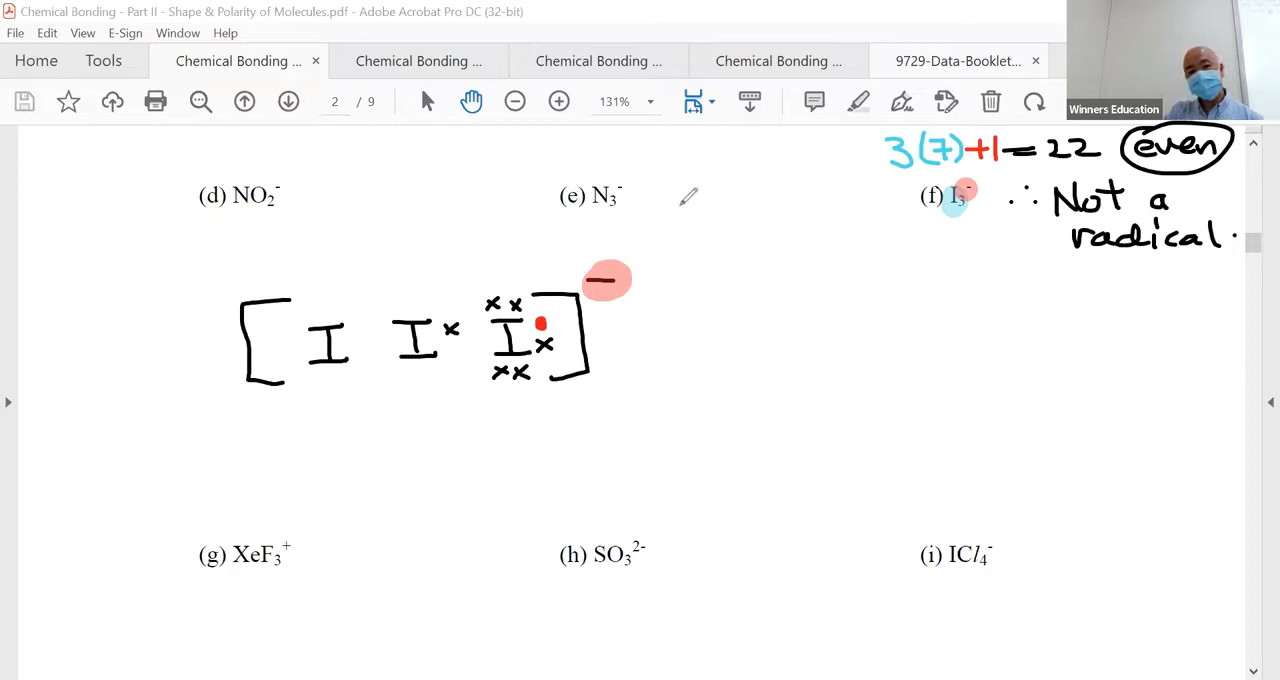 Chemical Bonding - Part II - Shape & Polarity of Molecules.pdf - Adobe Acrobat Pro DC (32-bit)
File Edit View E-Sign Window Help
Home Tools Chemical Bonding ... × Chemical Bonding ... Chemical Bonding ... Chemical Bonding ... 9729-Data-Booklet... ×
2 / 9 131%
Winners Education
3(7)+1=22 even
(d) NO₂⁻ (e) N₃⁻ (f) I₃⁻ ∴ Not a
radical.
[ I I× ×× I •× ×× ]⁻
(g) XeF₃⁺ (h) SO₃²⁻ (i) ICl₄⁻